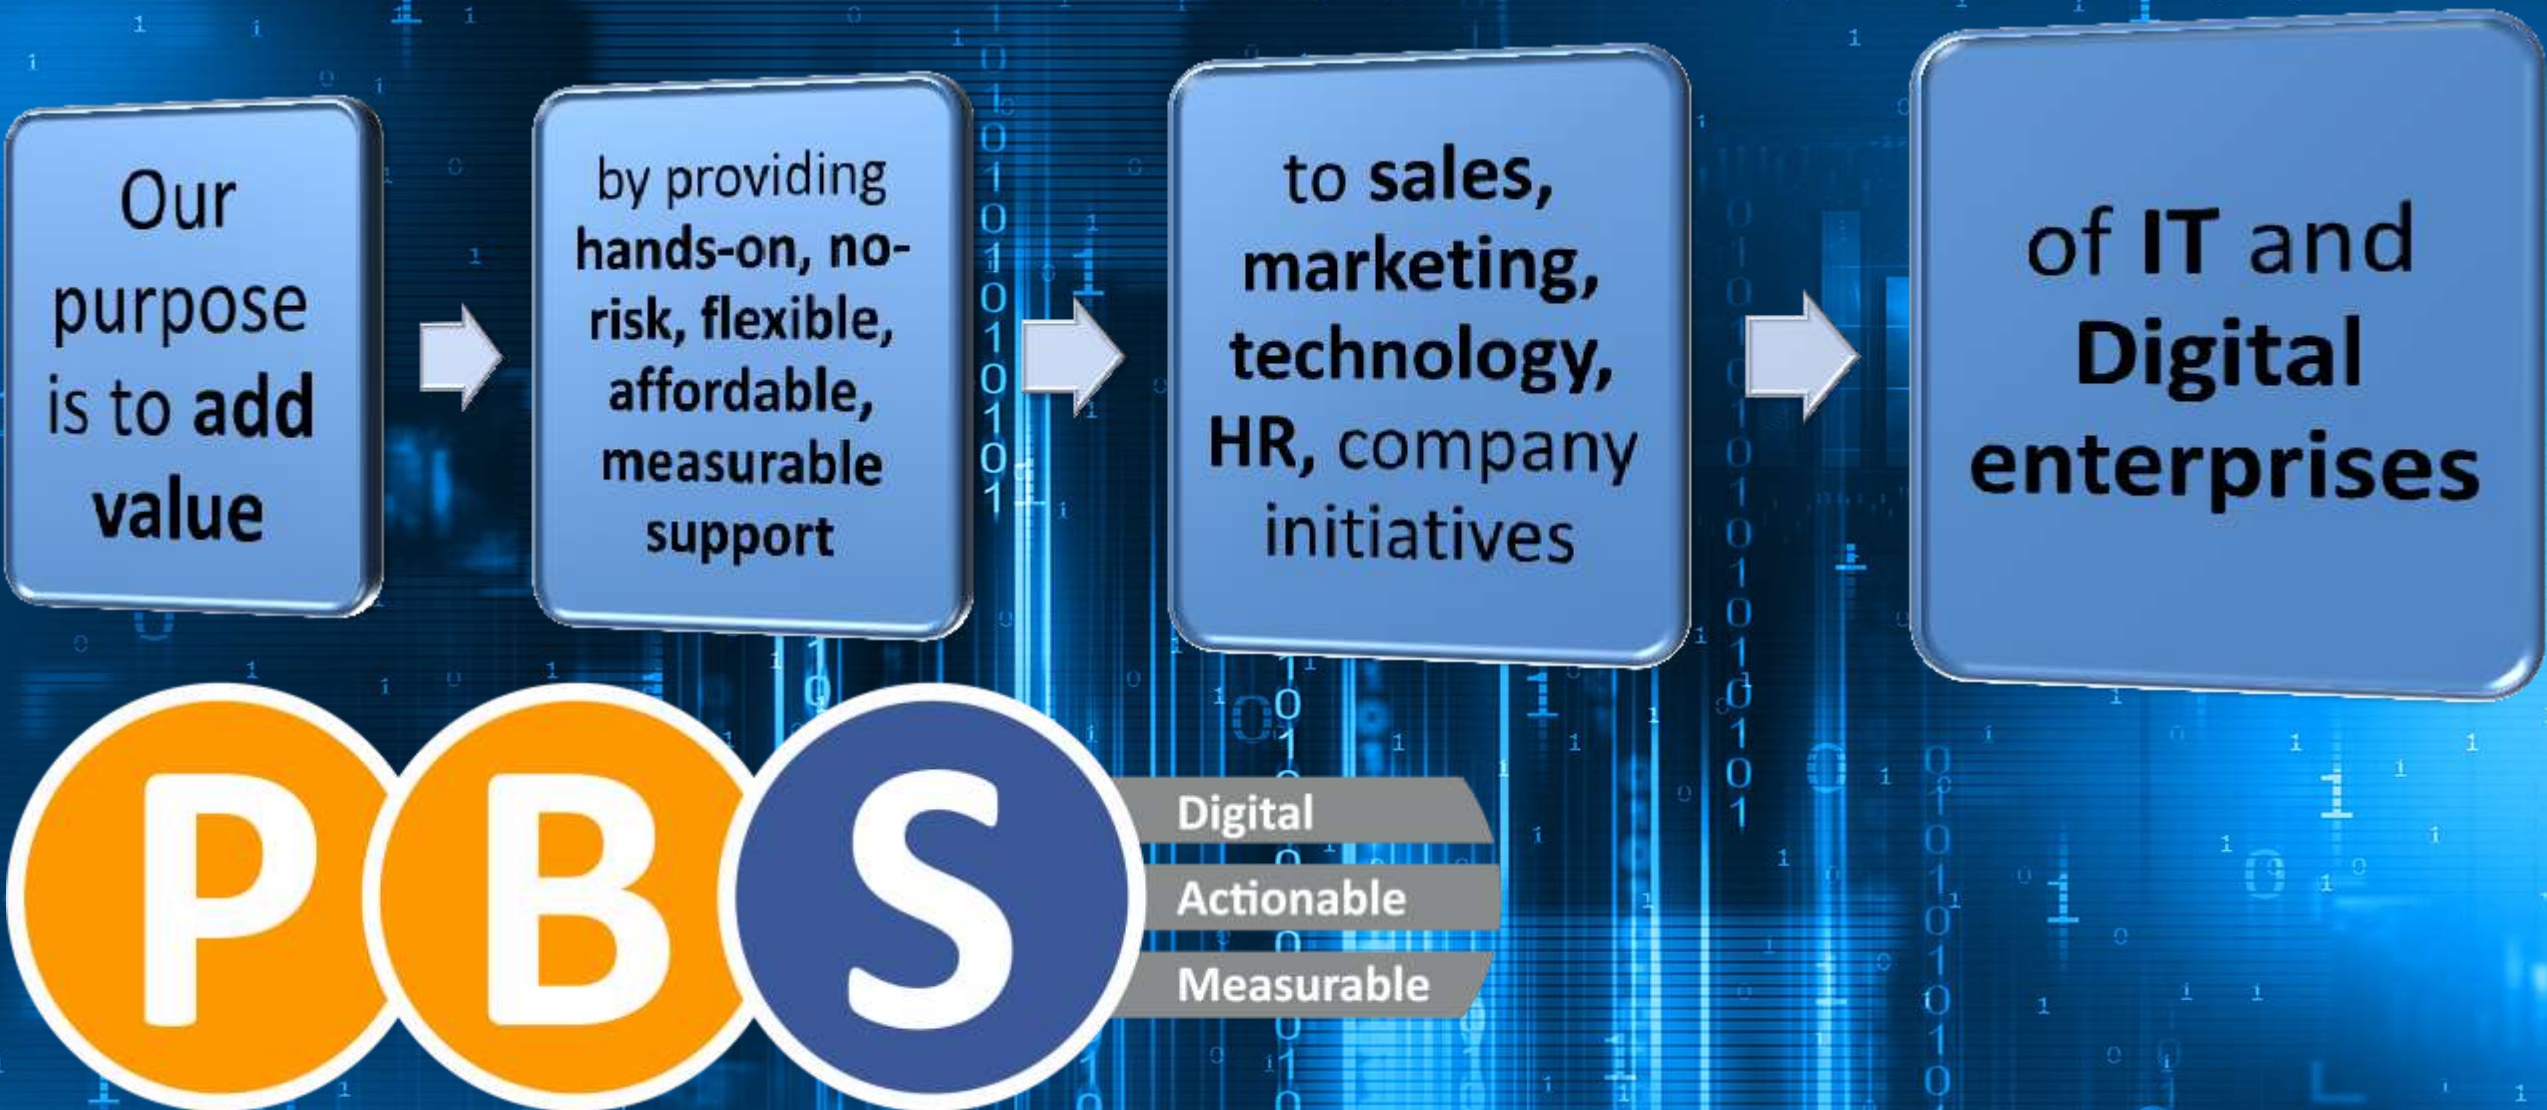 Our
purpose
is to add
value
by providing
hands-on, no-
risk, flexible,
affordable,
measurable
support
to sales,
marketing,
technology,
HR, company
initiatives
of IT and
Digital
enterprises
PBS
Digital
Actionable
Measurable